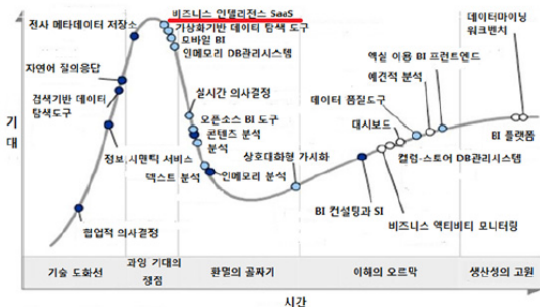 비즈니스 인텔리전스 SaaS
전사 메타데이터 저장소
가상화기반 데이터 탐색 도구
모바일 BI
인메모리 DB관리시스템
자연어 질의응답
검색기반 데이터
탐색도구
정보 시맨틱 서비스
협업적 의사결정
실시간 의사결정
오픈소스 BI 도구
콘텐츠 분석
분석
텍스트 분석
인메모리 분석
상호대화형 가시화
데이터마이닝
워크벤치
액셀 이용 BI 프런트엔드
예견적 분석
데이터 품질도구
대시보드
BI 플랫폼
컬럼-스토어 DB관리시스템
BI 컨설팅과 SI
비즈니스 액티비티 모니터링
기
대
기술 도화선
과잉 기대의
정점
환멸의 골짜기
이해의 오르막
생산성의 고원
시간